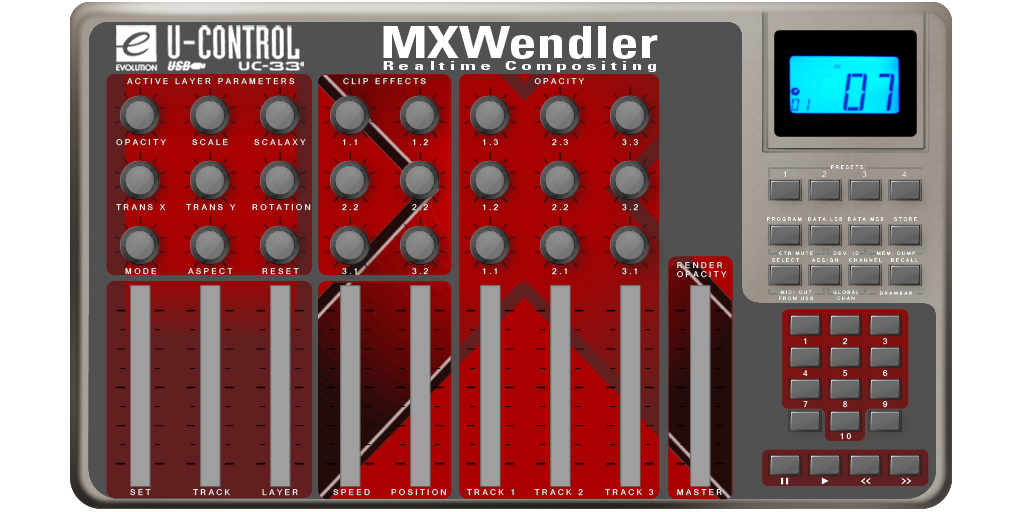 e U-CONTROL
EVOLUTION USB UC-33
MXWendler
Realtime Compositing
07
01
ACTIVE LAYER PARAMETERS CLIP EFFECTS OPACITY
OPACITY SCALE SCALAXY 1.1 1.2 1.3 2.3 3.3
TRANS X TRANS Y ROTATION 2.2 2.2 1.2 2.2 3.2
MODE ASPECT RESET 3.1 3.2 1.1 2.1 3.1
RENDER
OPACITY
SET TRACK LAYER SPEED POSITION TRACK 1 TRACK 2 TRACK 3 MASTER
PRESETS
1 2 3 4
PROGRAM DATA LSB DATA MSB STORE
CTR MUTE DEV ID MEM. DUMP
SELECT ASSIGN CHANNEL RECALL
MIDI OUT
FROM USB
GLOBAL
CHAN
DRAWBAR
1 2 3
4 5 6
7 8 9
10